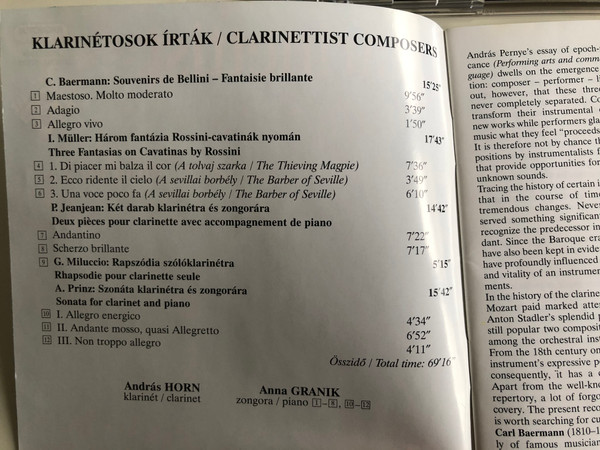 KLARINÉTOSOK ÍRTÁK / CLARINETTIST COMPOSERS
C. Baermann: Souvenirs de Bellini – Fantaisie brillante 15'25"
1 Maestoso. Molto moderato 9'56"
2 Adagio 3'39"
3 Allegro vivo 1'50"
I. Müller: Három fantázia Rossini-cavatinák nyomán 17'43"
Three Fantasias on Cavatinas by Rossini
4 1. Di piacer mi balza il cor (A tolvaj szarka / The Thieving Magpie) 7'36"
5 2. Ecco ridente il cielo (A sevillai borbély / The Barber of Seville) 3'49"
6 3. Una voce poco fa (A sevillai borbély / The Barber of Seville) 6'10"
P. Jeanjean: Két darab klarinétra és zongorára 14'42"
Deux pièces pour clarinette avec accompagnement de piano
7 Andantino 7'22"
8 Scherzo brillante 7'17"
9 G. Miluccio: Rapszódia szólóklarinétra 5'15"
Rhapsodie pour clarinette seule
A. Prinz: Szonáta klarinétra és zongorára 15'42"
Sonata for clarinet and piano
10 I. Allegro energico 4'34"
11 II. Andante mosso, quasi Allegretto 6'52"
12 III. Non troppo allegro 4'11"
Összidő / Total time: 69'16"
András HORN
klarinét / clarinet
Anna GRANIK
zongora / piano 1–8, 10–12
András Pernye's essay of epoch-
cance (Performing arts and comm
guage) dwells on the emergence
tion: composer – performer – li
out, however, that these three
never completely separated. Co
transform their instrumental
new works while performers gla
music what they feel "proceeds
It is therefore not by chance th
positions by instrumentalists f
that provide opportunities for
unknown sounds.
Tracing the history of certain i
that in the course of time
tremendous changes. Never
served something significan
recognize the predecessor in
dant. Since the Baroque era
have also been kept in evide
have profoundly influenced
and vitality of an instrumen
ments.
In the history of the clarine
Mozart paid marked atten
Anton Stadler's splendid p
still popular two composit
among the orchestral inst
From the 18th century on
instrument's expressive p
consequently, it has a
Apart from the well-know
repertory, a lot of forgo
covery. The present reco
is worth searching for cu
Carl Baermann (1810–1
ly of famous musician